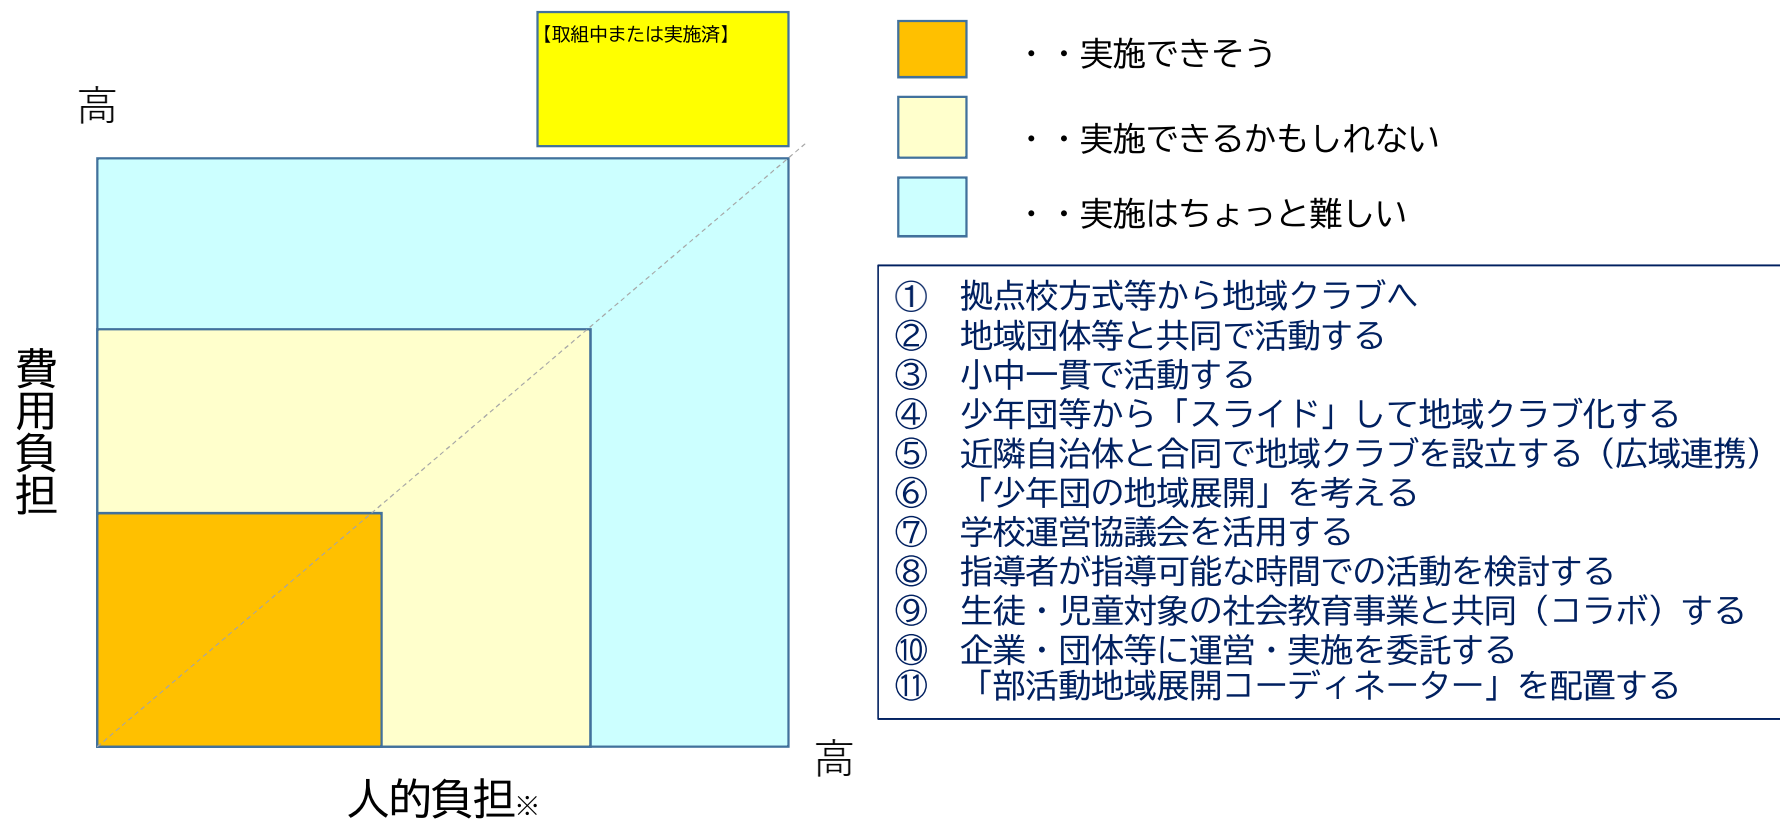 【取組中または実施済】
高
費用負担
高
人的負担※
・・実施できそう
・・実施できるかもしれない
・・実施はちょっと難しい
①　拠点校方式等から地域クラブへ
②　地域団体等と共同で活動する
③　小中一貫で活動する
④　少年団等から「スライド」して地域クラブ化する
⑤　近隣自治体と合同で地域クラブを設立する（広域連携）
⑥　「少年団の地域展開」を考える
⑦　学校運営協議会を活用する
⑧　指導者が指導可能な時間での活動を検討する
⑨　生徒・児童対象の社会教育事業と共同（コラボ）する
⑩　企業・団体等に運営・実施を委託する
⑪　「部活動地域展開コーディネーター」を配置する